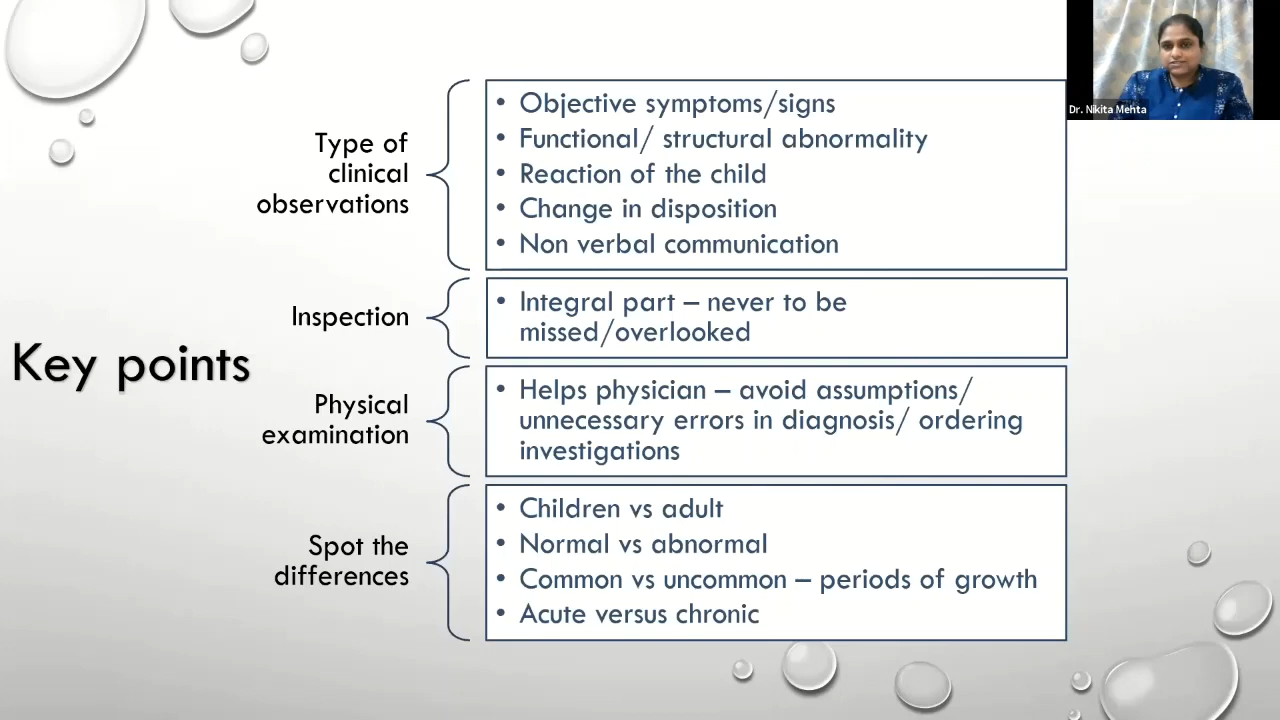 Key points
Type of
clinical
observations
• Objective symptoms/signs
• Functional/ structural abnormality
• Reaction of the child
• Change in disposition
• Non verbal communication
Inspection
• Integral part – never to be
missed/overlooked
Physical
examination
• Helps physician – avoid assumptions/
unnecessary errors in diagnosis/ ordering
investigations
Spot the
differences
• Children vs adult
• Normal vs abnormal
• Common vs uncommon – periods of growth
• Acute versus chronic
Dr. Nikita Mehta